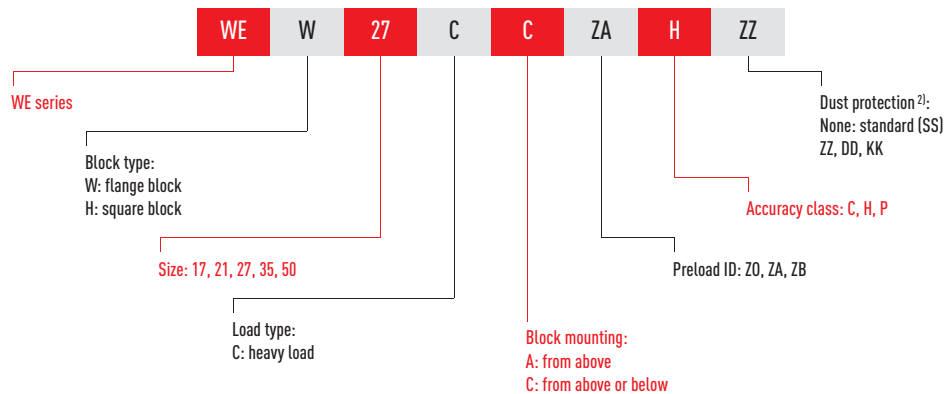 WE W 27 C C ZA H ZZ
WE series
Dust protection 2):
None: standard (SS)
ZZ, DD, KK
Block type:
W: flange block
H: square block
Accuracy class: C, H, P
Size: 17, 21, 27, 35, 50
Preload ID: Z0, ZA, ZB
Load type:
C: heavy load
Block mounting:
A: from above
C: from above or below